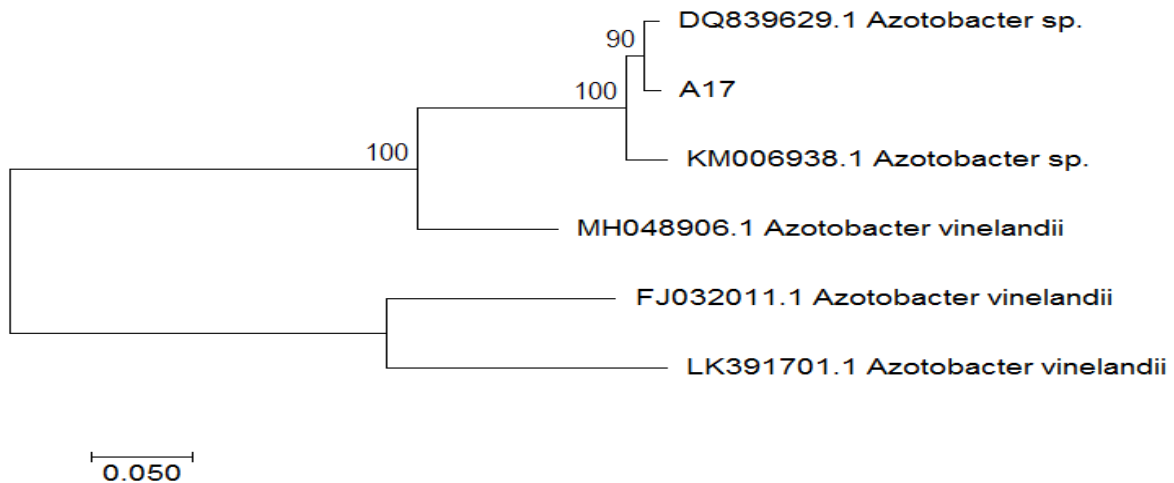 DQ839629.1 Azotobacter sp.
90
A17
100
KM006938.1 Azotobacter sp.
100
MH048906.1 Azotobacter vinelandii
FJ032011.1 Azotobacter vinelandii
LK391701.1 Azotobacter vinelandii
0.050